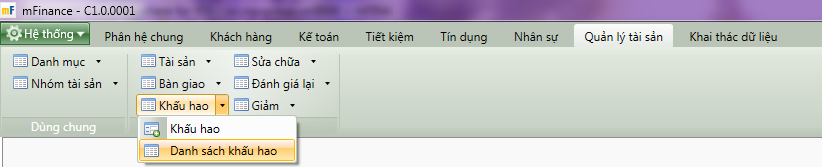 mF mFinance - C1.0.0001
Hệ thống Phân hệ chung Khách hàng Kế toán Tiết kiệm Tín dụng Nhân sự Quản lý tài sản Khai thác dữ liệu
Danh mục Tài sản Sửa chữa
Nhóm tài sản Bàn giao Đánh giá lại
Khấu hao Giảm
Dùng chung
Khấu hao
Danh sách khấu hao